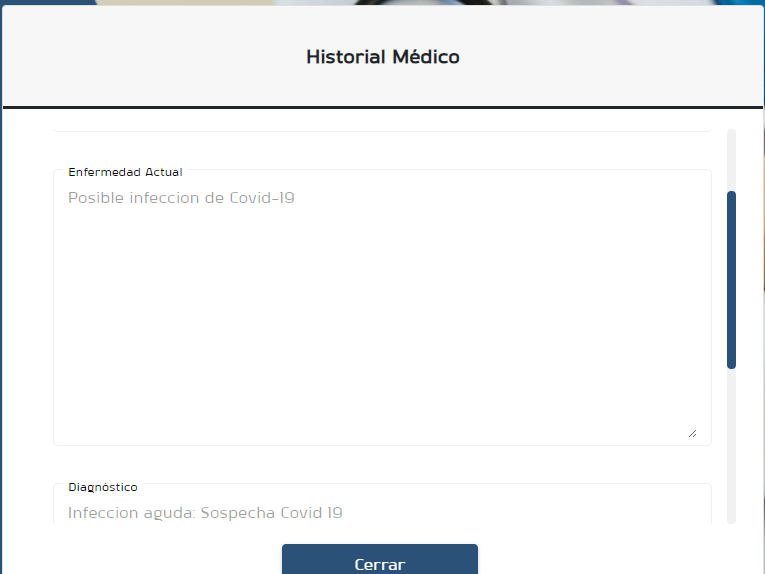 Historial Médico
Enfermedad Actual
Posible infeccion de Covid-19
Diagnóstico
Infeccion aguda: Sospecha Covid 19
Cerrar